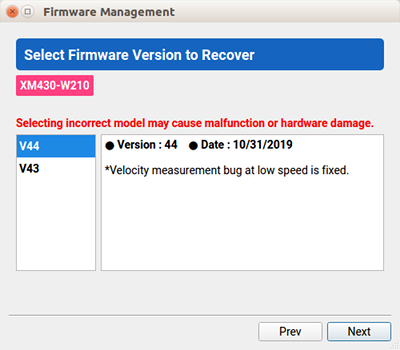 Firmware Management
Select Firmware Version to Recover
XM430-W210
Selecting incorrect model may cause malfunction or hardware damage.
V44
V43
● Version : 44 ● Date : 10/31/2019
*Velocity measurement bug at low speed is fixed.
Prev
Next